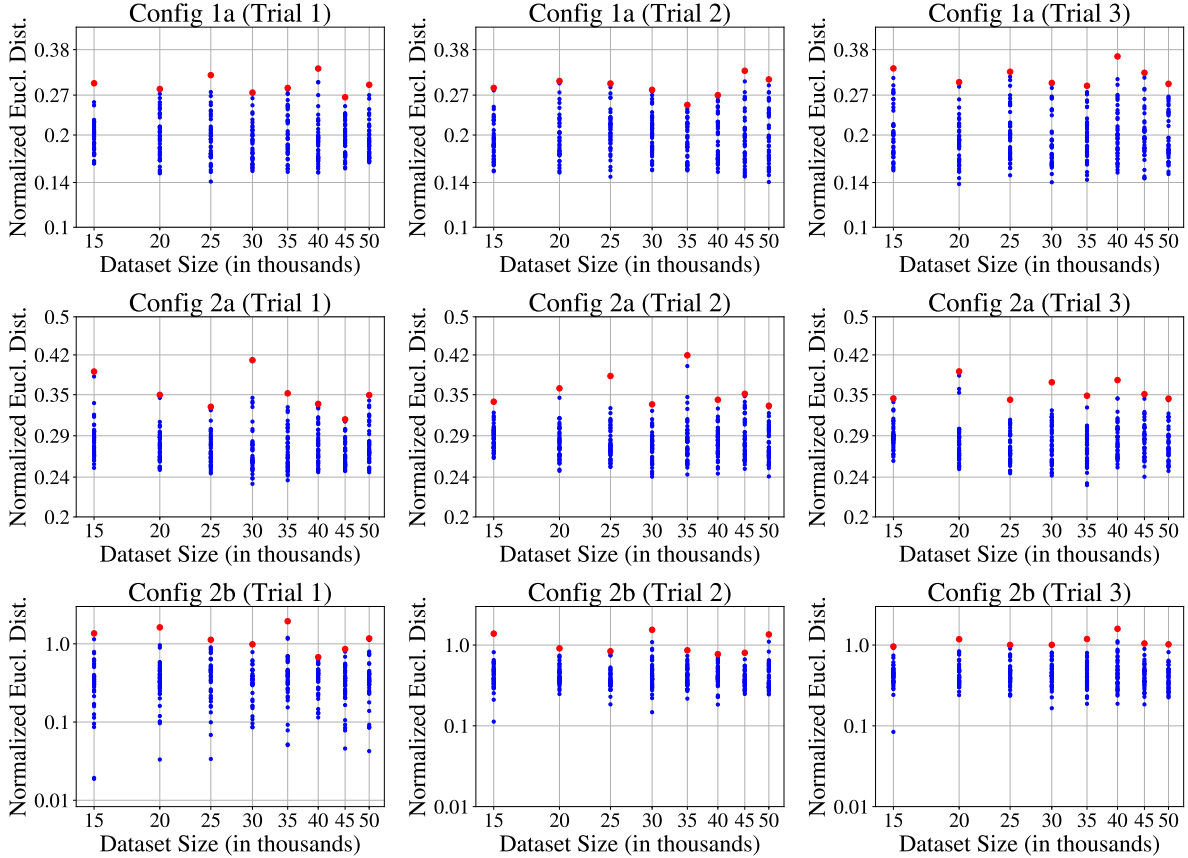 Config 1a (Trial 1)
Normalized Eucl. Dist.
0.38
0.27
0.2
0.14
0.1
15 20 25 30 35 40 45 50
Dataset Size (in thousands)
Config 1a (Trial 2)
Normalized Eucl. Dist.
0.38
0.27
0.2
0.14
0.1
15 20 25 30 35 40 45 50
Dataset Size (in thousands)
Config 1a (Trial 3)
Normalized Eucl. Dist.
0.38
0.27
0.2
0.14
0.1
15 20 25 30 35 40 45 50
Dataset Size (in thousands)
Config 2a (Trial 1)
Normalized Eucl. Dist.
0.5
0.42
0.35
0.29
0.24
0.2
15 20 25 30 35 40 45 50
Dataset Size (in thousands)
Config 2a (Trial 2)
Normalized Eucl. Dist.
0.5
0.42
0.35
0.29
0.24
0.2
15 20 25 30 35 40 45 50
Dataset Size (in thousands)
Config 2a (Trial 3)
Normalized Eucl. Dist.
0.5
0.42
0.35
0.29
0.24
0.2
15 20 25 30 35 40 45 50
Dataset Size (in thousands)
Config 2b (Trial 1)
Normalized Eucl. Dist.
1.0
0.1
0.01
15 20 25 30 35 40 45 50
Dataset Size (in thousands)
Config 2b (Trial 2)
Normalized Eucl. Dist.
1.0
0.1
0.01
15 20 25 30 35 40 45 50
Dataset Size (in thousands)
Config 2b (Trial 3)
Normalized Eucl. Dist.
1.0
0.1
0.01
15 20 25 30 35 40 45 50
Dataset Size (in thousands)